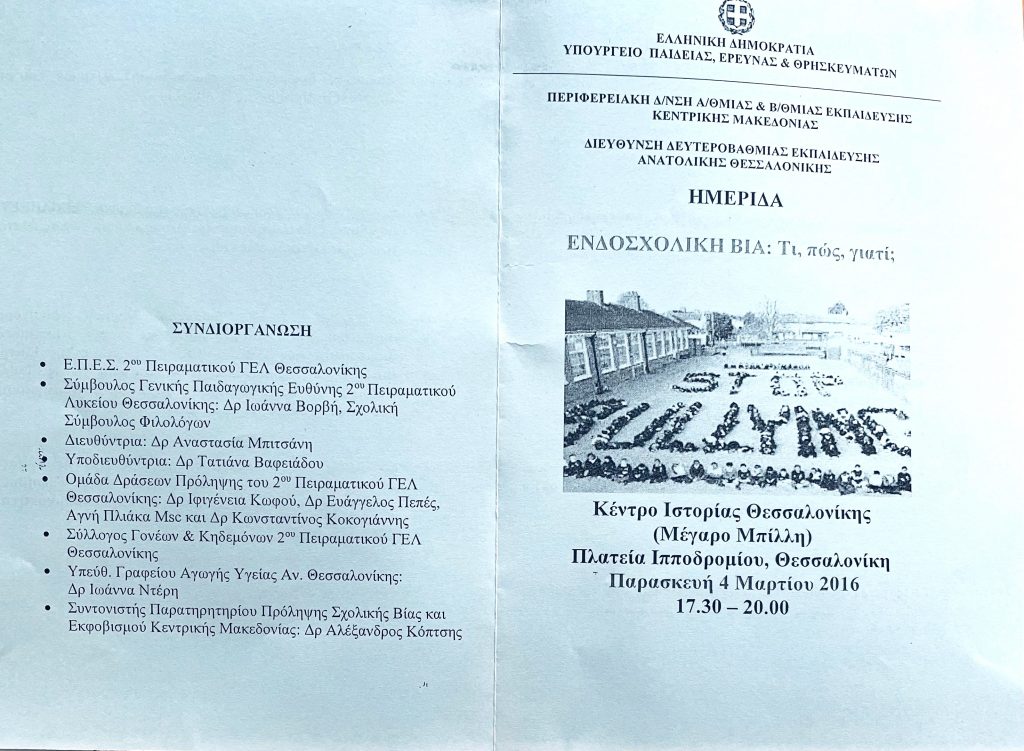 ΣΥΝΔΙΟΡΓΑΝΩΣΗ
• Ε.Π.Ε.Σ. 2ου Πειραματικού ΓΕΛ Θεσσαλονίκης
• Σύμβουλος Γενικής Παιδαγωγικής Ευθύνης 2ου Πειραματικού
Λυκείου Θεσσαλονίκης: Δρ Ιωάννα Βορβή, Σχολική
Σύμβουλος Φιλολόγων
• Διευθύντρια: Δρ Αναστασία Μπιτσάνη
• Υποδιευθύντρια: Δρ Τατιάνα Βαφειάδου
• Ομάδα Δράσεων Πρόληψης του 2ου Πειραματικού ΓΕΛ
Θεσσαλονίκης: Δρ Ιφιγένεια Κωφού, Δρ Ευάγγελος Πεπές,
Αγνή Πλιάκα Msc και Δρ Κωνσταντίνος Κοκογιάννης
• Σύλλογος Γονέων & Κηδεμόνων 2ου Πειραματικού ΓΕΛ
Θεσσαλονίκης
• Υπεύθ. Γραφείου Αγωγής Υγείας Αν. Θεσσαλονίκης:
Δρ Ιωάννα Ντέρη
• Συντονιστής Παρατηρητηρίου Πρόληψης Σχολικής Βίας και
Εκφοβισμού Κεντρικής Μακεδονίας: Δρ Αλέξανδρος Κόπτσης
ΕΛΛΗΝΙΚΗ ΔΗΜΟΚΡΑΤΙΑ
ΥΠΟΥΡΓΕΙΟ ΠΑΙΔΕΙΑΣ, ΕΡΕΥΝΑΣ & ΘΡΗΣΚΕΥΜΑΤΩΝ
ΠΕΡΙΦΕΡΕΙΑΚΗ Δ/ΝΣΗ Α/ΘΜΙΑΣ & Β/ΘΜΙΑΣ ΕΚΠΑΙΔΕΥΣΗΣ
ΚΕΝΤΡΙΚΗΣ ΜΑΚΕΔΟΝΙΑΣ
ΔΙΕΥΘΥΝΣΗ ΔΕΥΤΕΡΟΒΑΘΜΙΑΣ ΕΚΠΑΙΔΕΥΣΗΣ
ΑΝΑΤΟΛΙΚΗΣ ΘΕΣΣΑΛΟΝΙΚΗΣ
ΗΜΕΡΙΔΑ
ΕΝΔΟΣΧΟΛΙΚΗ ΒΙΑ: Τι, πώς, γιατί;
STOP
BULLYING
Κέντρο Ιστορίας Θεσσαλονίκης
(Μέγαρο Μπίλλη)
Πλατεία Ιπποδρομίου, Θεσσαλονίκη
Παρασκευή 4 Μαρτίου 2016
17.30 – 20.00